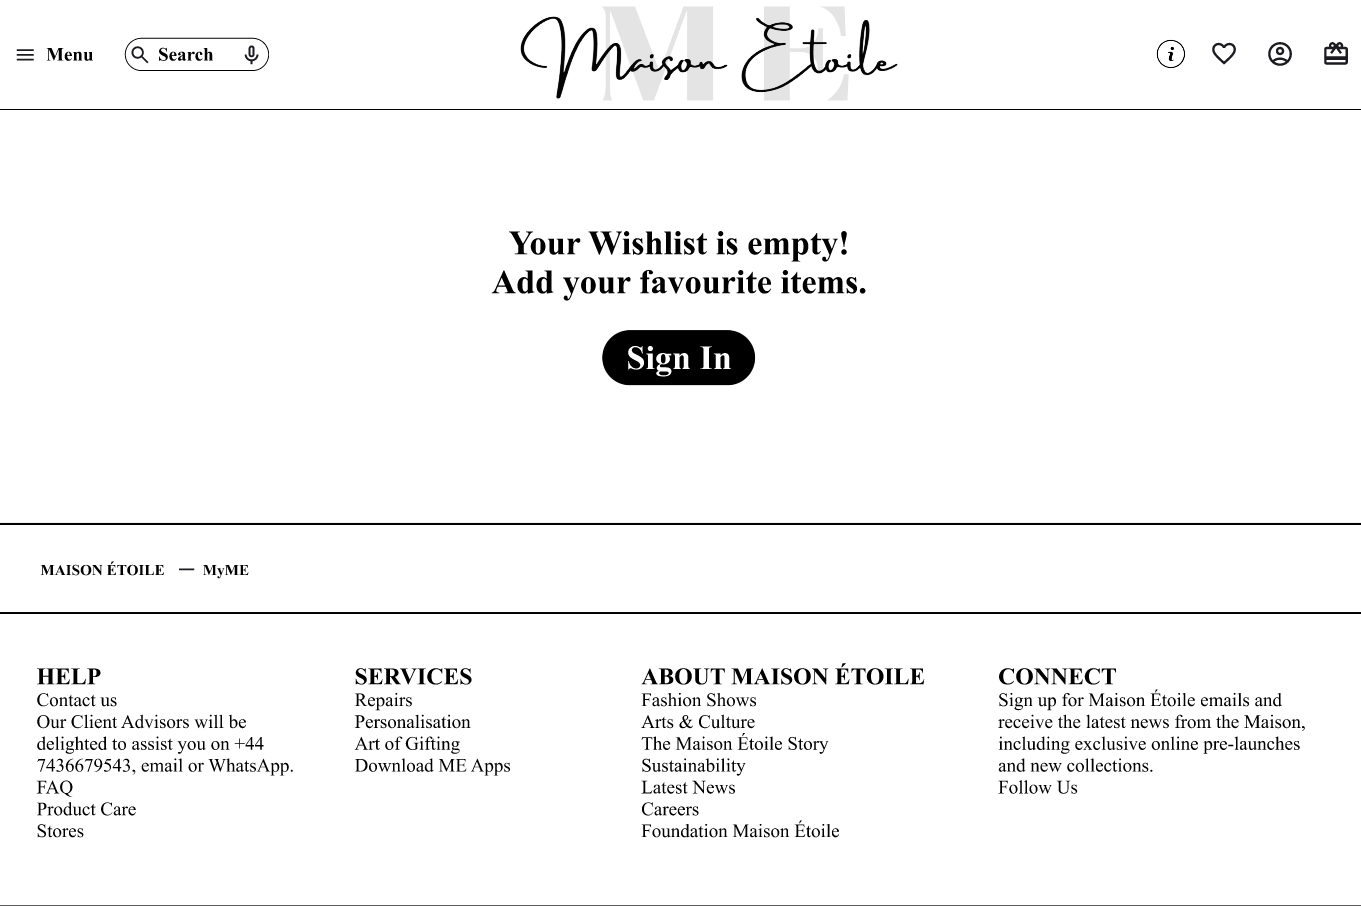 Menu
Search
ME
Maison Etoile
i
Your Wishlist is empty!
Add your favourite items.
Sign In
MAISON ÉTOILE — MyME
HELP
Contact us
Our Client Advisors will be
delighted to assist you on +44
7436679543, email or WhatsApp.
FAQ
Product Care
Stores
SERVICES
Repairs
Personalisation
Art of Gifting
Download ME Apps
ABOUT MAISON ÉTOILE
Fashion Shows
Arts & Culture
The Maison Étoile Story
Sustainability
Latest News
Careers
Foundation Maison Étoile
CONNECT
Sign up for Maison Étoile emails and
receive the latest news from the Maison,
including exclusive online pre-launches
and new collections.
Follow Us